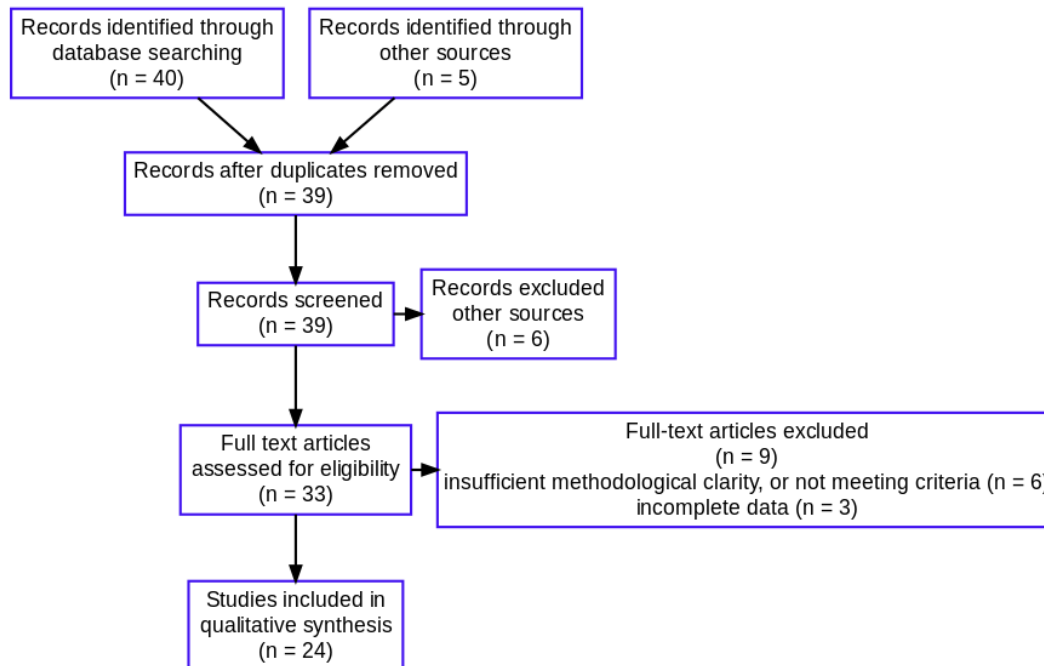 Records identified through
database searching
(n = 40)
Records identified through
other sources
(n = 5)
Records after duplicates removed
(n = 39)
Records screened
(n = 39)
Records excluded
other sources
(n = 6)
Full text articles
assessed for eligibility
(n = 33)
Full-text articles excluded
(n = 9)
insufficient methodological clarity, or not meeting criteria (n = 6)
incomplete data (n = 3)
Studies included in
qualitative synthesis
(n = 24)